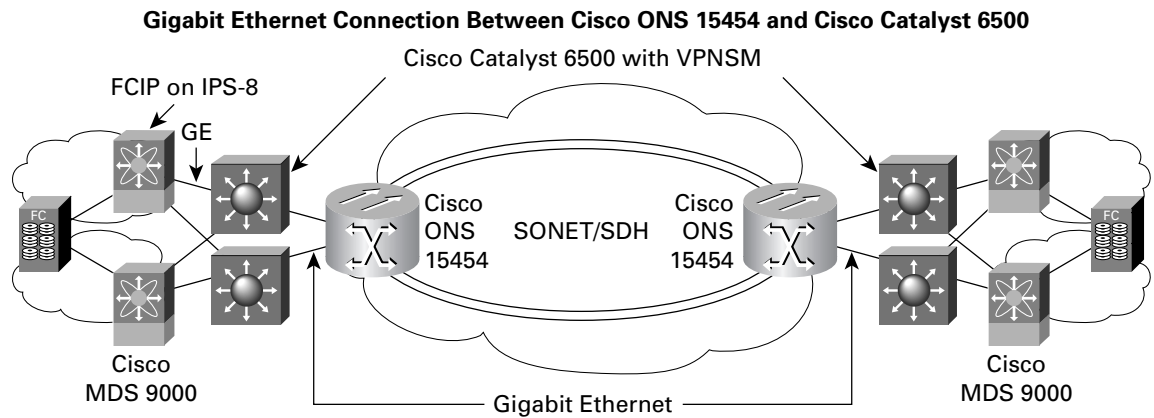 Gigabit Ethernet Connection Between Cisco ONS 15454 and Cisco Catalyst 6500
Cisco Catalyst 6500 with VPNSM
FCIP on IPS-8
GE
FC
Cisco
ONS
15454
SONET/SDH
Cisco
ONS
15454
FC
Cisco
MDS 9000
Cisco
MDS 9000
Gigabit Ethernet